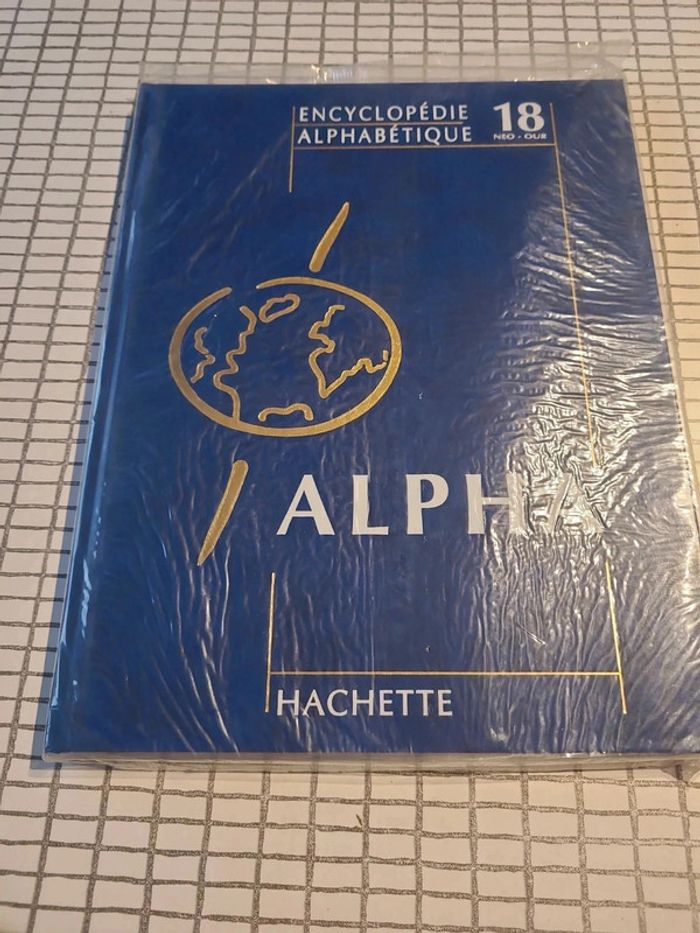 ENCYCLOPÉDIE
ALPHABÉTIQUE
18
NEO - OUR
ALPHA
HACHETTE